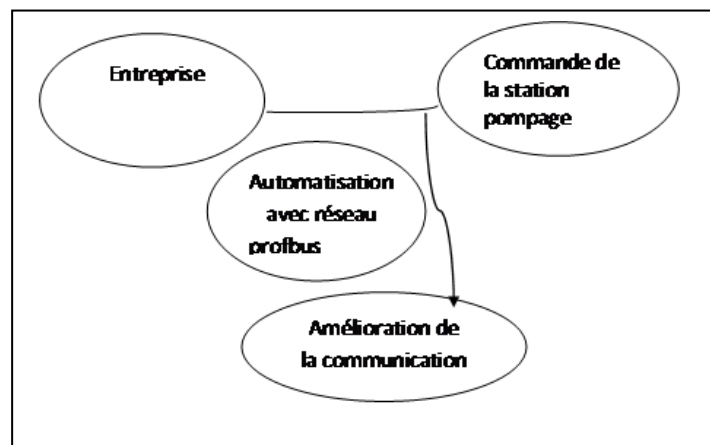 Entreprise
Commande de
la station
pompage
Automatisation
avec réseau
profbus
Amélioration de
la communication